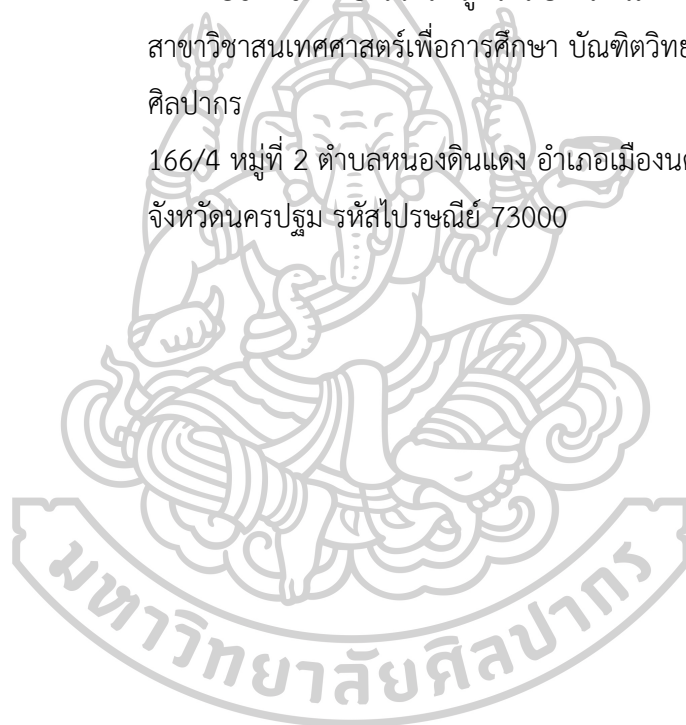 สาขาวิชาสนเทศศาสตร์เพื่อการศึกษา บัณฑิตวิทย
ศิลปากร
166/4 หมู่ที่ 2 ตำบลหนองดินแดง อำเภอเมืองนค
จังหวัดนครปฐม รหัสไปรษณีย์ 73000
มหาวิทยาลัยศิลปากร